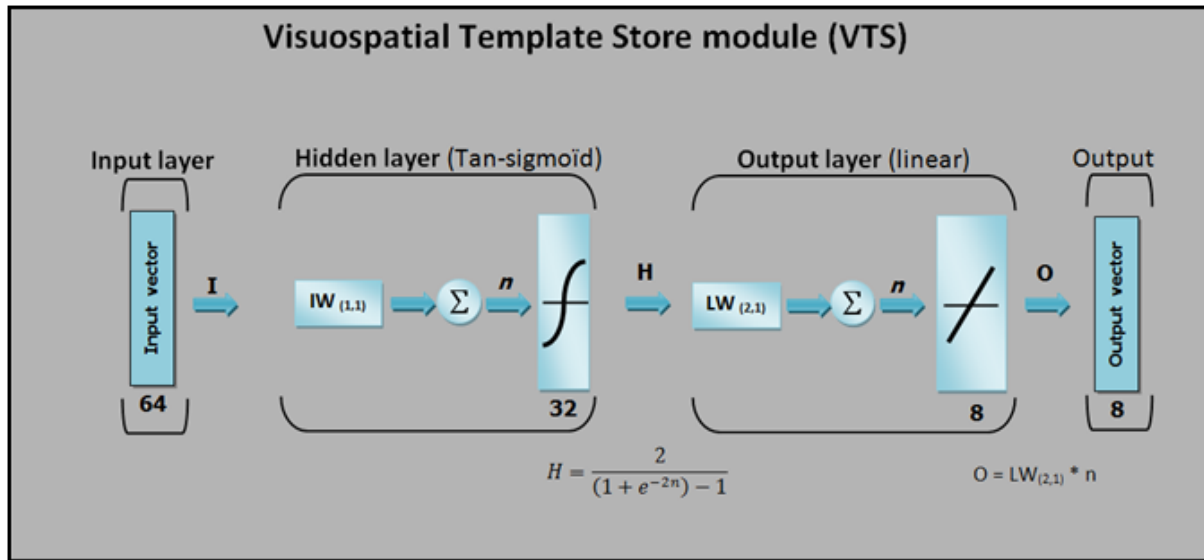 Visuospatial Template Store module (VTS)
Input layer
Hidden layer (Tan-sigmoïd)
Output layer (linear)
Output
Input vector
I
IW (1,1)
Σ
n
H
LW (2,1)
Σ
n
O
Output vector
64
32
8
8
H = 2 / ((1 + e^{-2n}) - 1)
O = LW(2,1) * n